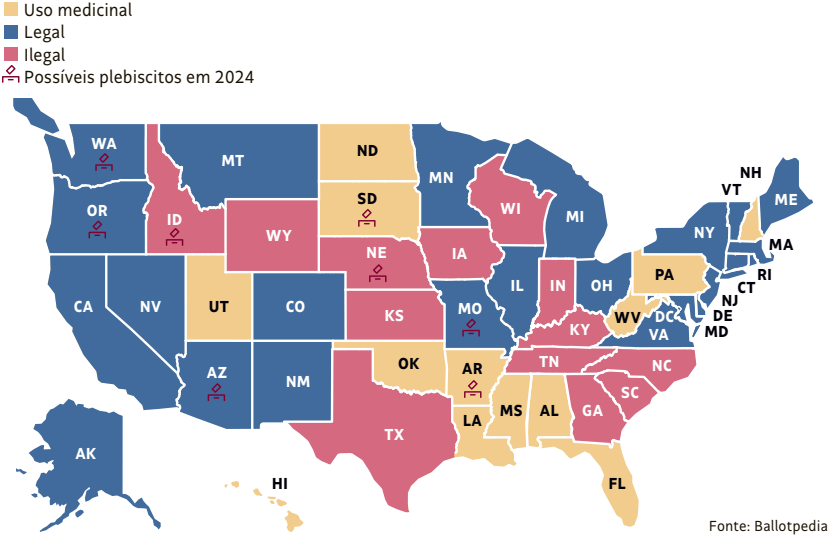 Uso medicinal
Legal
Ilegal
Possíveis plebiscitos em 2024
WA
MT
ND
MN
OR
ID
SD
WI
MI
NH
VT
ME
NY
MA
WY
NE
IA
PA
RI
CT
NJ
DE
MD
CA
NV
UT
CO
IL
IN
OH
WV
DC
VA
KS
MO
KY
AZ
NM
OK
AR
TN
NC
SC
TX
LA
MS
AL
GA
AK
HI
FL
Fonte: Ballotpedia